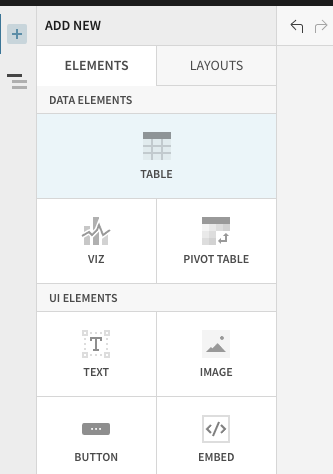 ADD NEW
ELEMENTS LAYOUTS
DATA ELEMENTS
TABLE
VIZ PIVOT TABLE
UI ELEMENTS
TEXT IMAGE
BUTTON EMBED